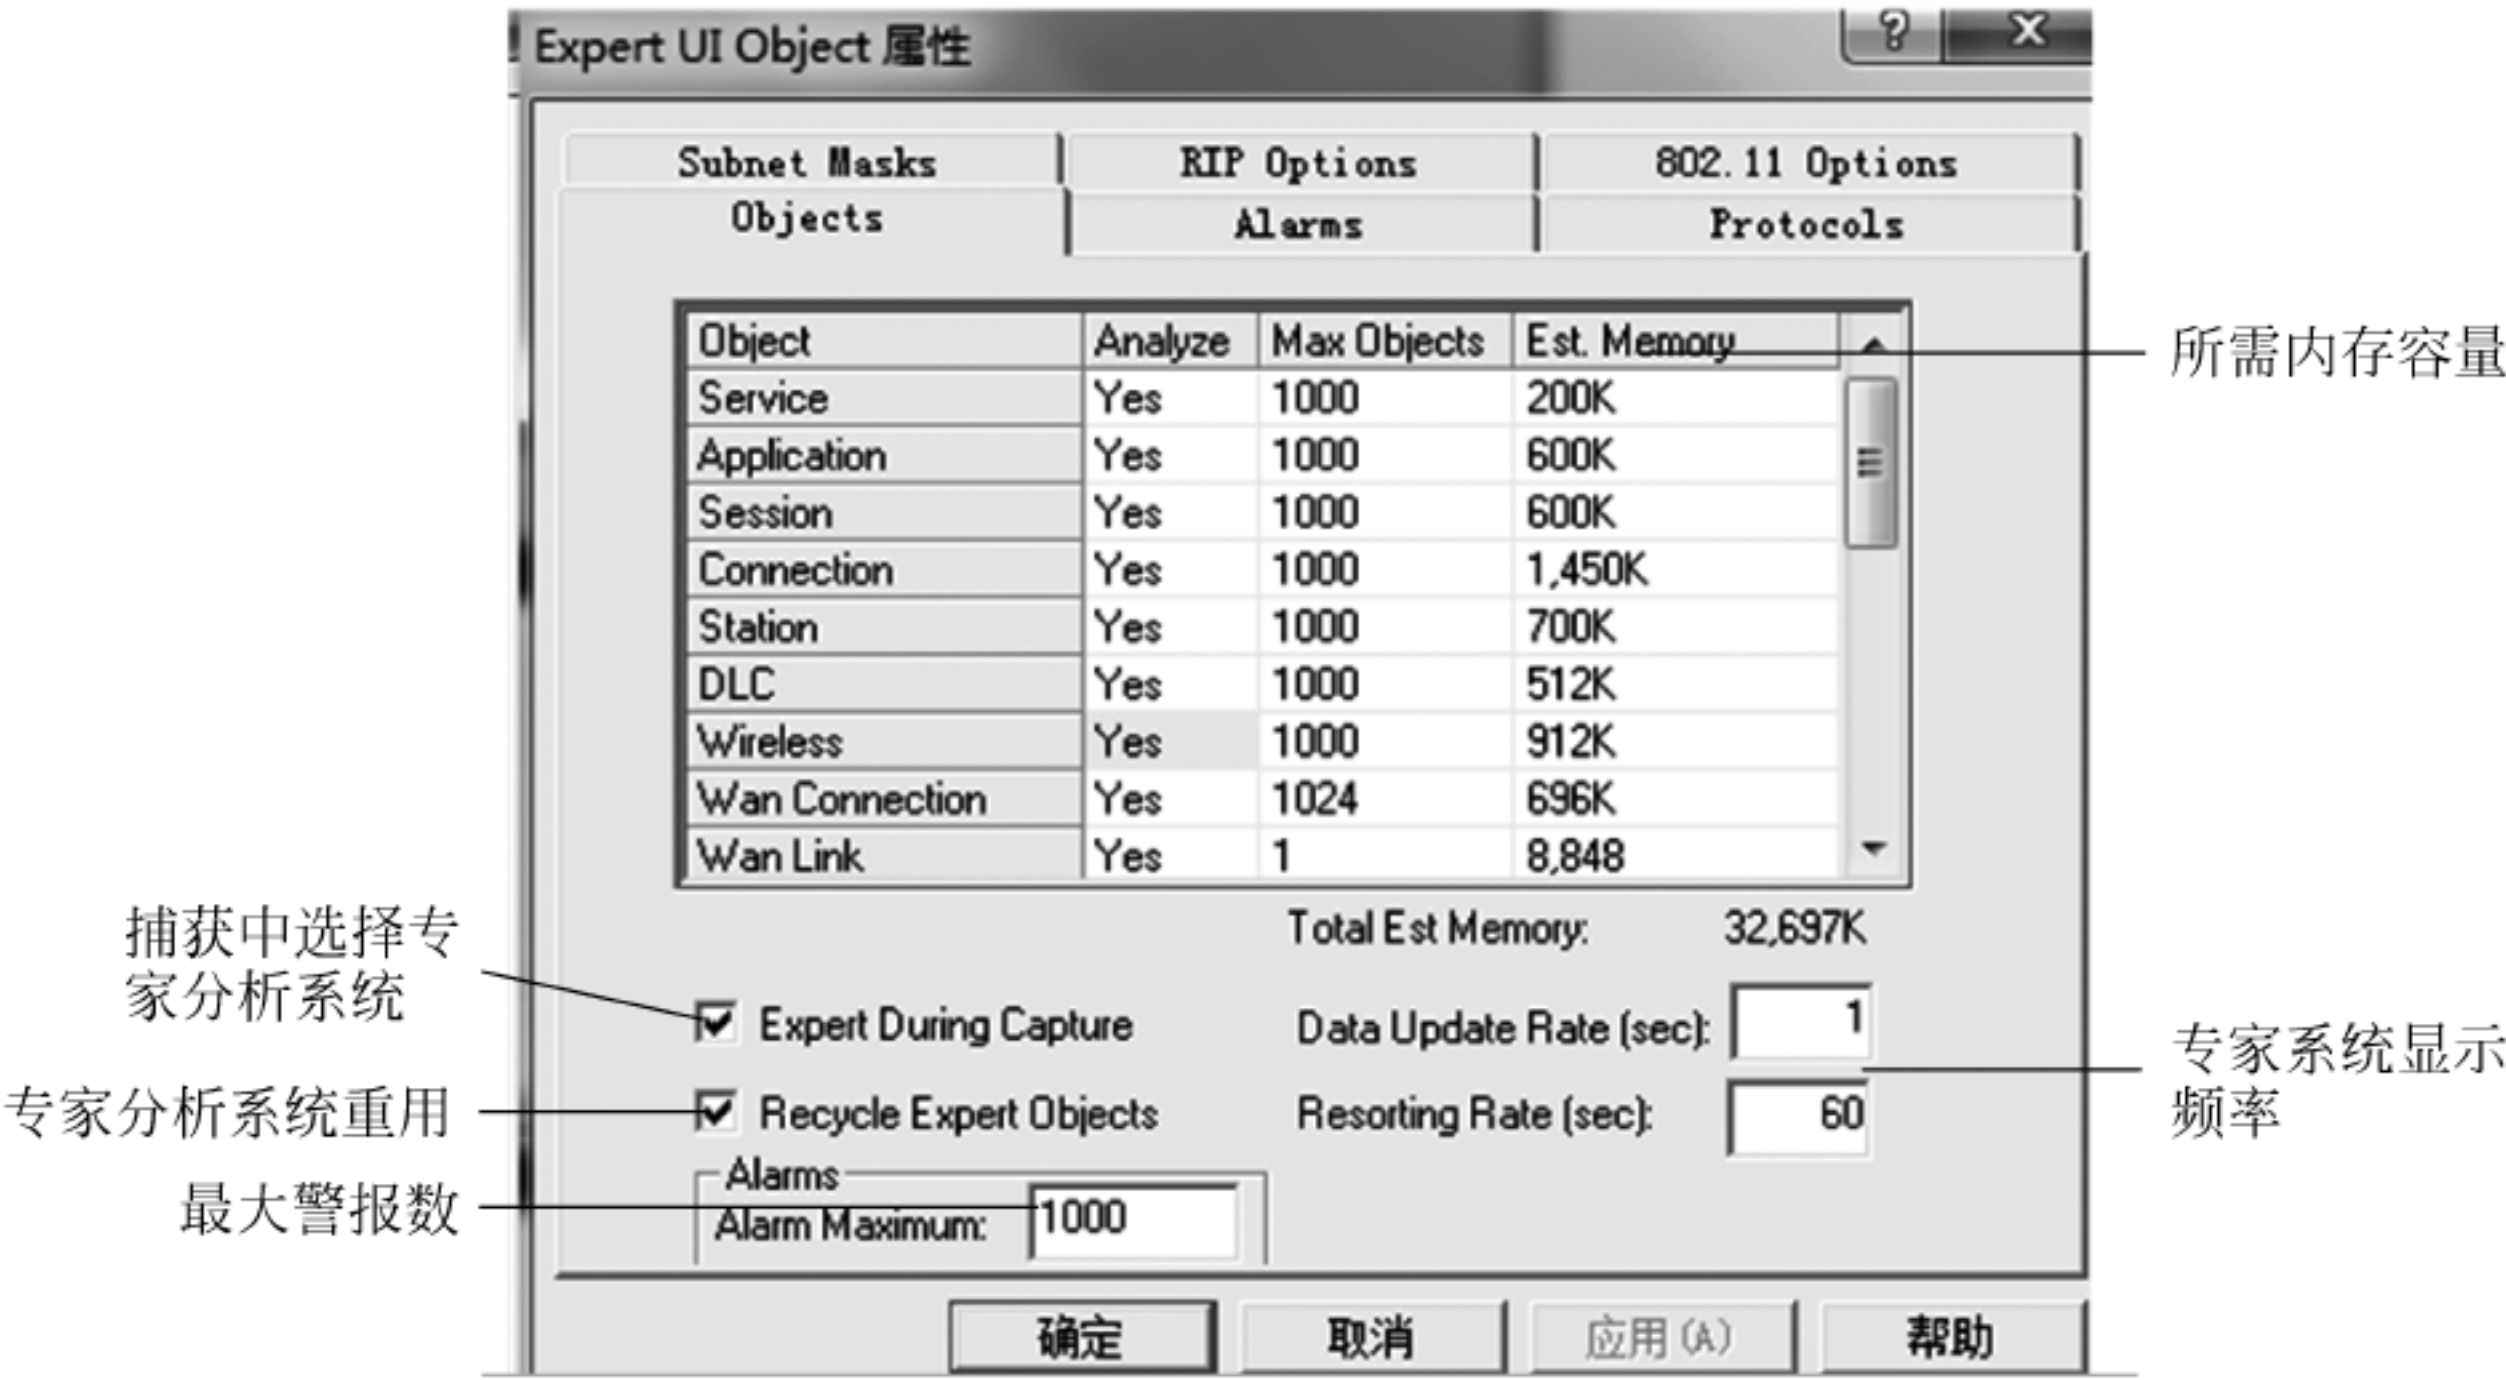 Expert UI Object 属性
Subnet Masks RIP Options 802.11 Options
Objects Alarms Protocols
Object Analyze Max Objects Est. Memory
Service Yes 1000 200K
Application Yes 1000 600K
Session Yes 1000 600K
Connection Yes 1000 1,450K
Station Yes 1000 700K
DLC Yes 1000 512K
Wireless Yes 1000 912K
Wan Connection Yes 1024 696K
Wan Link Yes 1 8,848
所需内存容量
Total Est Memory: 32,697K
捕获中选择专
家分析系统
Expert During Capture
Data Update Rate (sec): 1
专家系统显示
频率
专家分析系统重用
Recycle Expert Objects
Resorting Rate (sec): 60
Alarms
最大警报数
Alarm Maximum: 1000
确定 取消 应用(A) 帮助